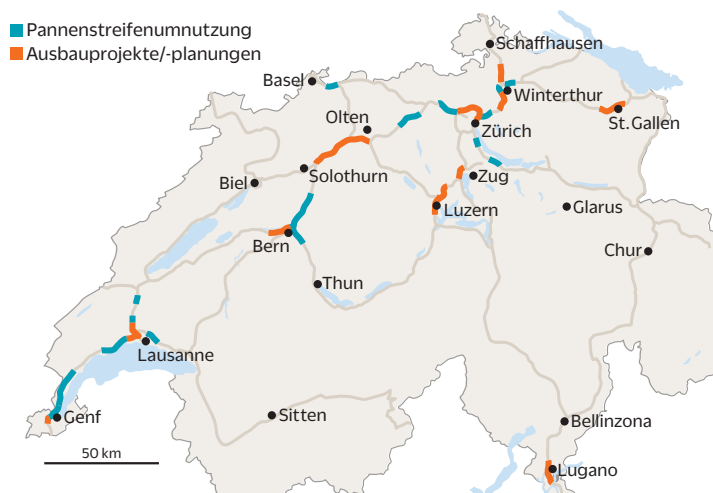 Pannenstreifenumnutzung
Ausbauprojekte/-planungen
Schaffhausen
Basel
Winterthur
Olten
Zürich
St.Gallen
Solothurn
Zug
Biel
Luzern
Glarus
Bern
Chur
Thun
Lausanne
Genf
Sitten
Bellinzona
50 km
Lugano